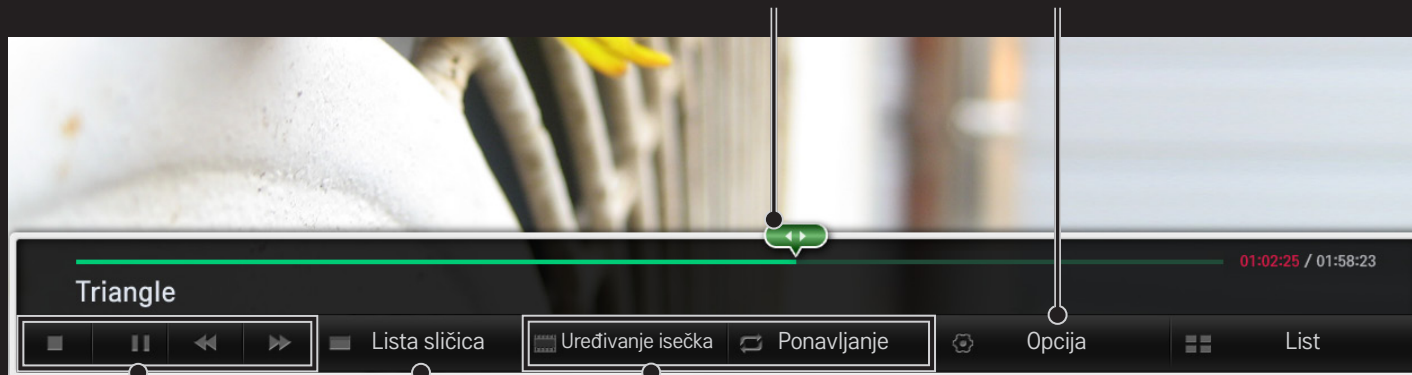 01:02:25 / 01:58:23
Triangle
Lista sličica Uređivanje isečka Ponavljanje Opcija List